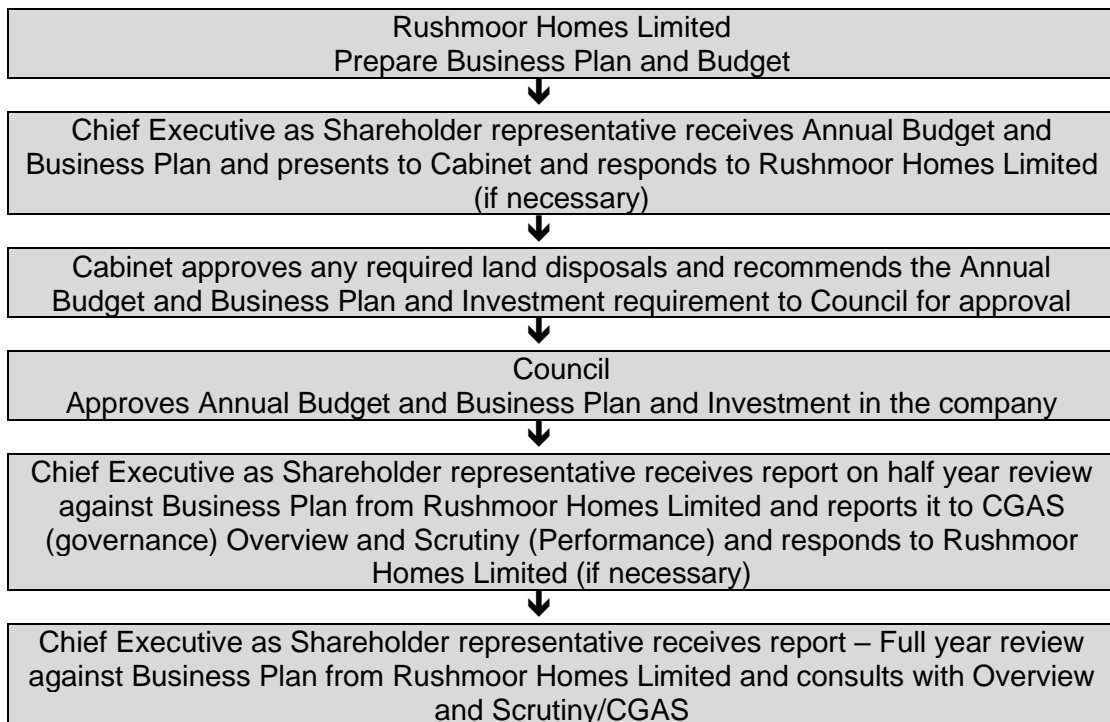 Rushmoor Homes Limited
Prepare Business Plan and Budget
Chief Executive as Shareholder representative receives Annual Budget and
Business Plan and presents to Cabinet and responds to Rushmoor Homes Limited
(if necessary)
Cabinet approves any required land disposals and recommends the Annual
Budget and Business Plan and Investment requirement to Council for approval
Council
Approves Annual Budget and Business Plan and Investment in the company
Chief Executive as Shareholder representative receives report on half year review
against Business Plan from Rushmoor Homes Limited and reports it to CGAS
(governance) Overview and Scrutiny (Performance) and responds to Rushmoor
Homes Limited (if necessary)
Chief Executive as Shareholder representative receives report – Full year review
against Business Plan from Rushmoor Homes Limited and consults with Overview
and Scrutiny/CGAS